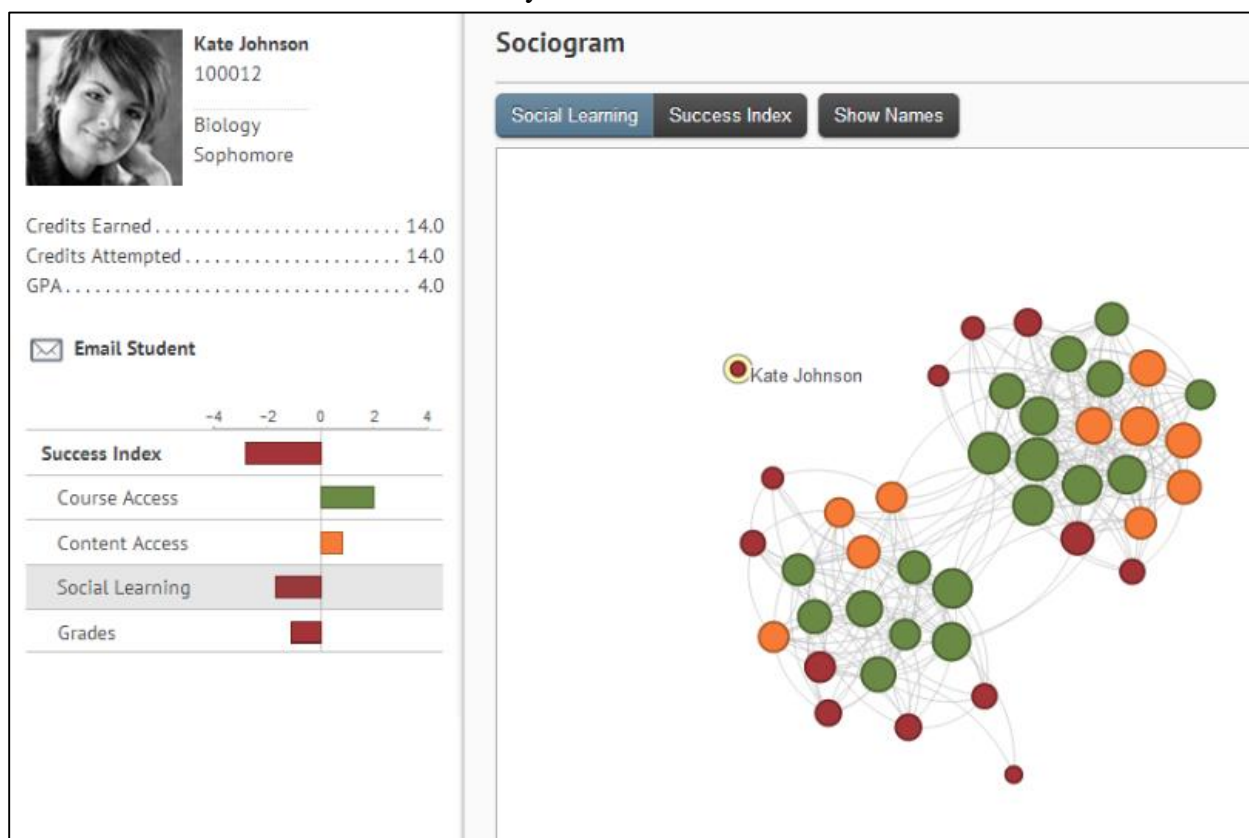 Kate Johnson
100012
Biology
Sophomore
Credits Earned . . . . . . . . . . . . . . . . . . . . . . . . . 14.0
Credits Attempted . . . . . . . . . . . . . . . . . . . . . . 14.0
GPA . . . . . . . . . . . . . . . . . . . . . . . . . . . . . . . . . . 4.0
Email Student
-4 -2 0 2 4
Success Index
Course Access
Content Access
Social Learning
Grades
Sociogram
Social Learning Success Index Show Names
Kate Johnson